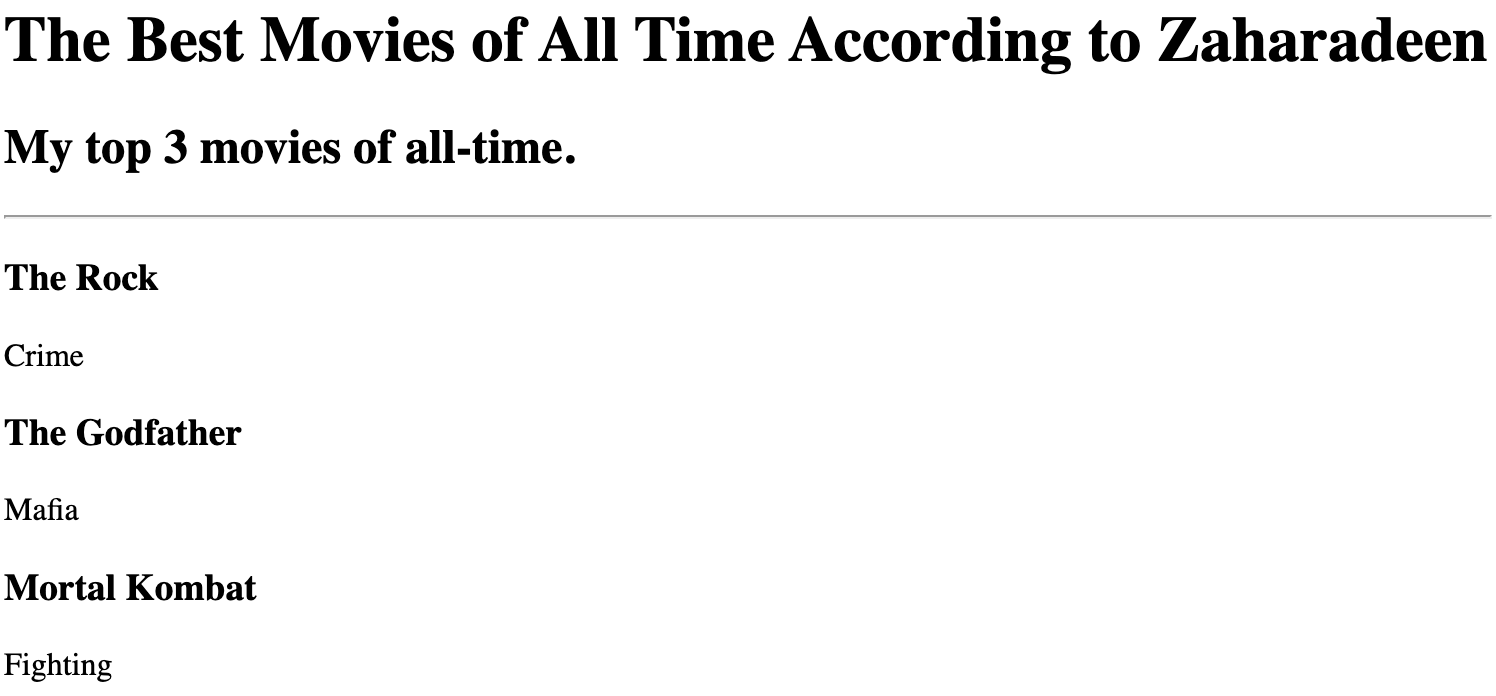 The Best Movies of All Time According to Zaharadeen
My top 3 movies of all-time.
The Rock
Crime
The Godfather
Mafia
Mortal Kombat
Fighting